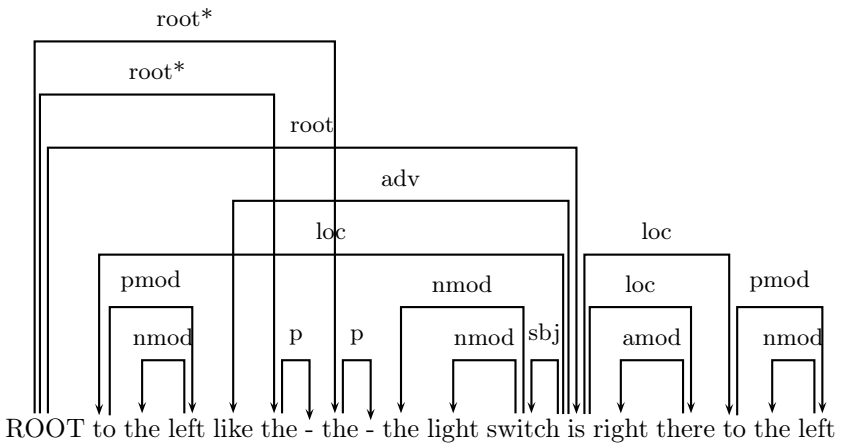 root*
root*
root
adv
loc loc
pmod nmod loc pmod
nmod p p nmod sbj amod nmod
ROOT to the left like the - the - the light switch is right there to the left